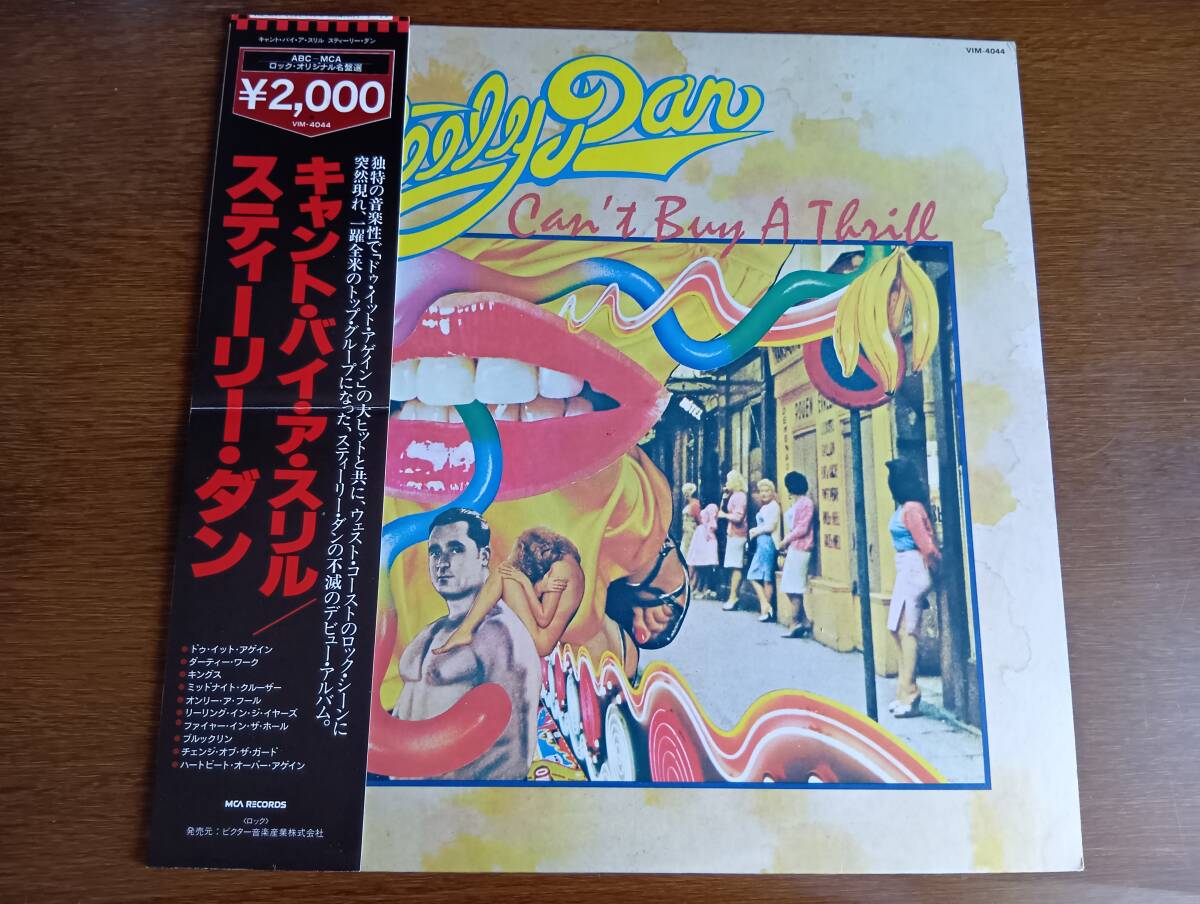 キャント・バイ・ア・スリル スティーリー・ダン
ABC-MCA
ロック・オリジナル名盤選
¥2,000
VIM-4044
独特の音楽性で「ドゥ・イット・アゲイン」の大ヒットと共に、ウェスト・コーストのロック・シーンに
突然現れ、一躍全米のトップ・グループになった、スティーリー・ダンの不滅のデビュー・アルバム。
キャント・バイ・ア・スリル/
スティーリー・ダン
●ドゥ・イット・アゲイン
●ダーティー・ワーク
●キングス
●ミッドナイト・クルーザー
●オンリー・ア・フール
●リーリング・イン・ジ・イヤーズ
●ファイヤー・イン・ザ・ホール
●ブルックリン
●チェンジ・オブ・ザ・ガード
●ハートビート・オーバー・アゲイン
MCA RECORDS
〈ロック〉
発売元:ビクター音楽産業株式会社
VIM-4044
eely Dan
Can't Buy A Thrill
HOTEL
ROUEN